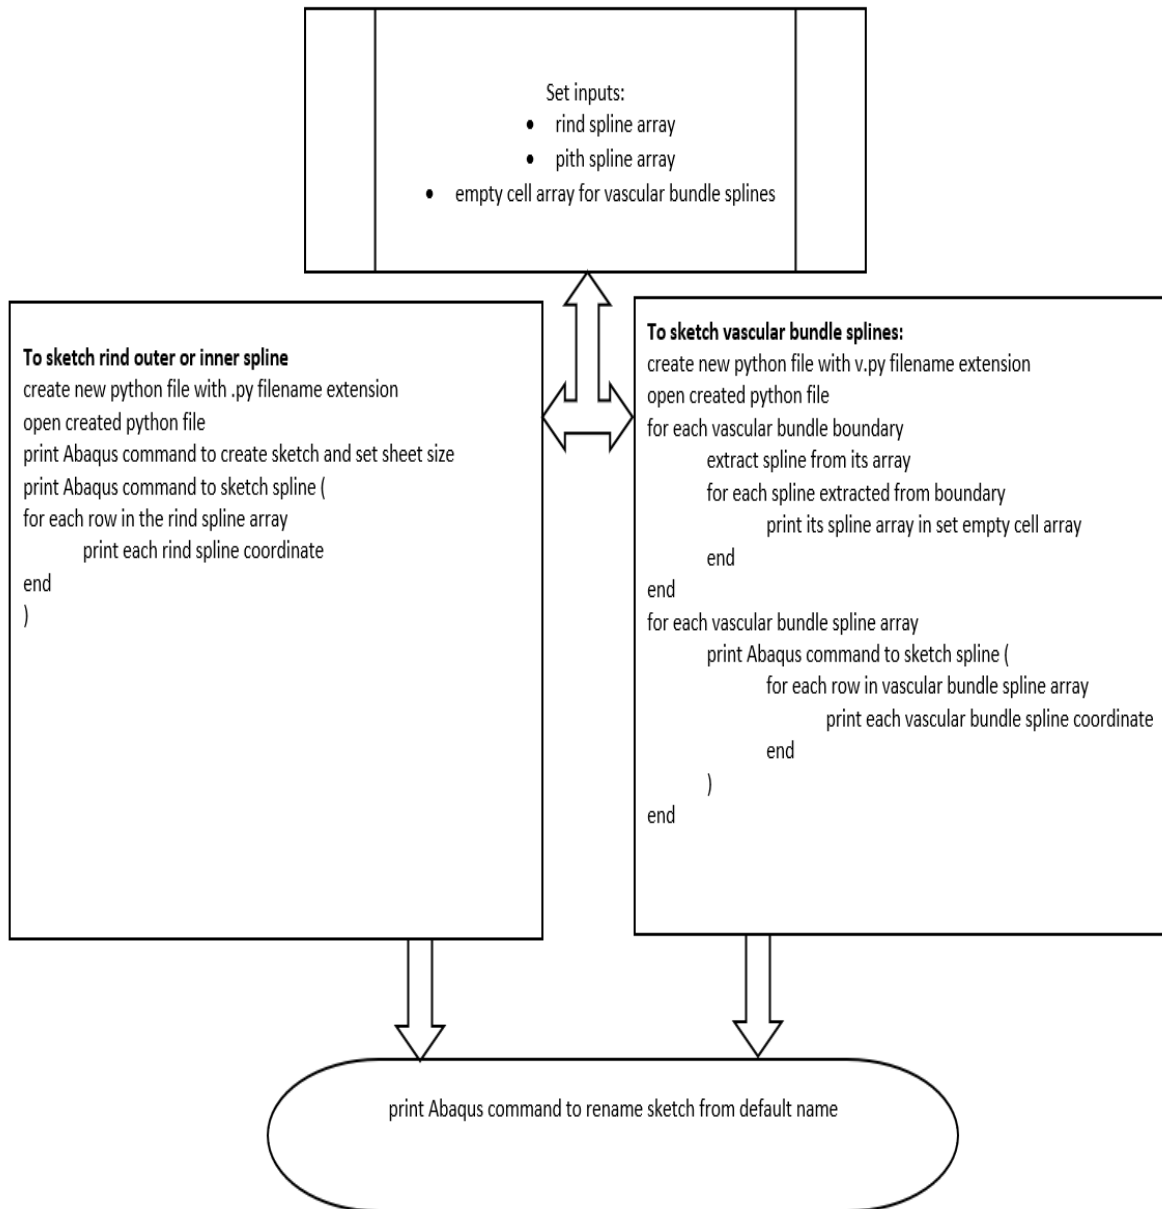 Set inputs:
• rind spline array
• pith spline array
• empty cell array for vascular bundle splines
To sketch rind outer or inner spline
create new python file with .py filename extension
open created python file
print Abaqus command to create sketch and set sheet size
print Abaqus command to sketch spline (
for each row in the rind spline array
print each rind spline coordinate
end
)
To sketch vascular bundle splines:
create new python file with v.py filename extension
open created python file
for each vascular bundle boundary
extract spline from its array
for each spline extracted from boundary
print its spline array in set empty cell array
end
end
for each vascular bundle spline array
print Abaqus command to sketch spline (
for each row in vascular bundle spline array
print each vascular bundle spline coordinate
end
)
end
print Abaqus command to rename sketch from default name